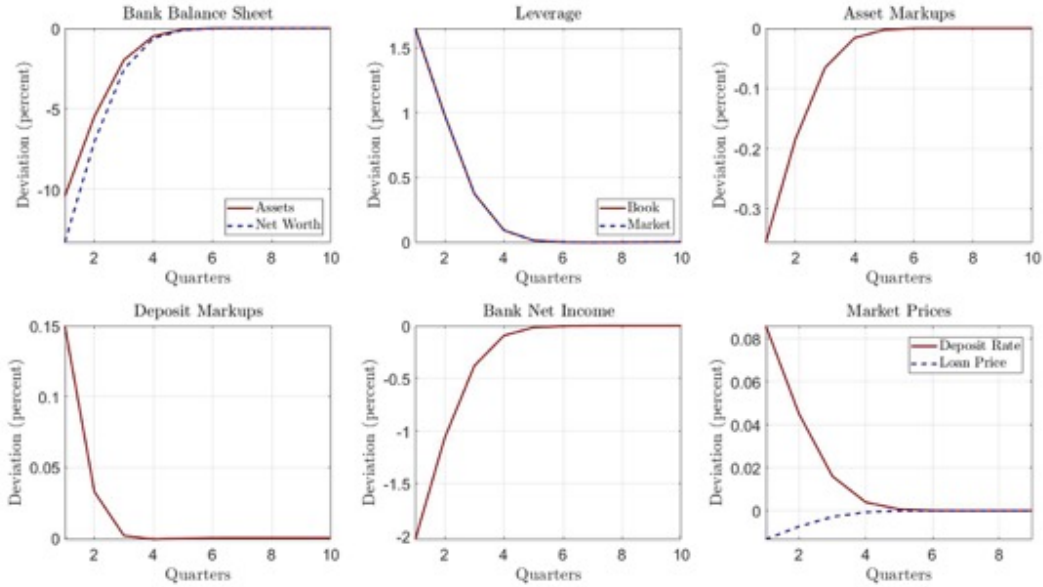 Bank Balance Sheet
Deviation (percent)
0
-5
-10
Assets
Net Worth
2 4 6 8 10
Quarters
Leverage
Deviation (percent)
1.5
1
0.5
0
Book
Market
2 4 6 8 10
Quarters
Asset Markups
Deviation (percent)
0
-0.1
-0.2
-0.3
2 4 6 8 10
Quarters
Deposit Markups
Deviation (percent)
0.15
0.1
0.05
0
2 4 6 8 10
Quarters
Bank Net Income
Deviation (percent)
0
-0.5
-1
-1.5
-2
2 4 6 8 10
Quarters
Market Prices
Deviation (percent)
0.08
0.06
0.04
0.02
0
Deposit Rate
Loan Price
2 4 6 8
Quarters